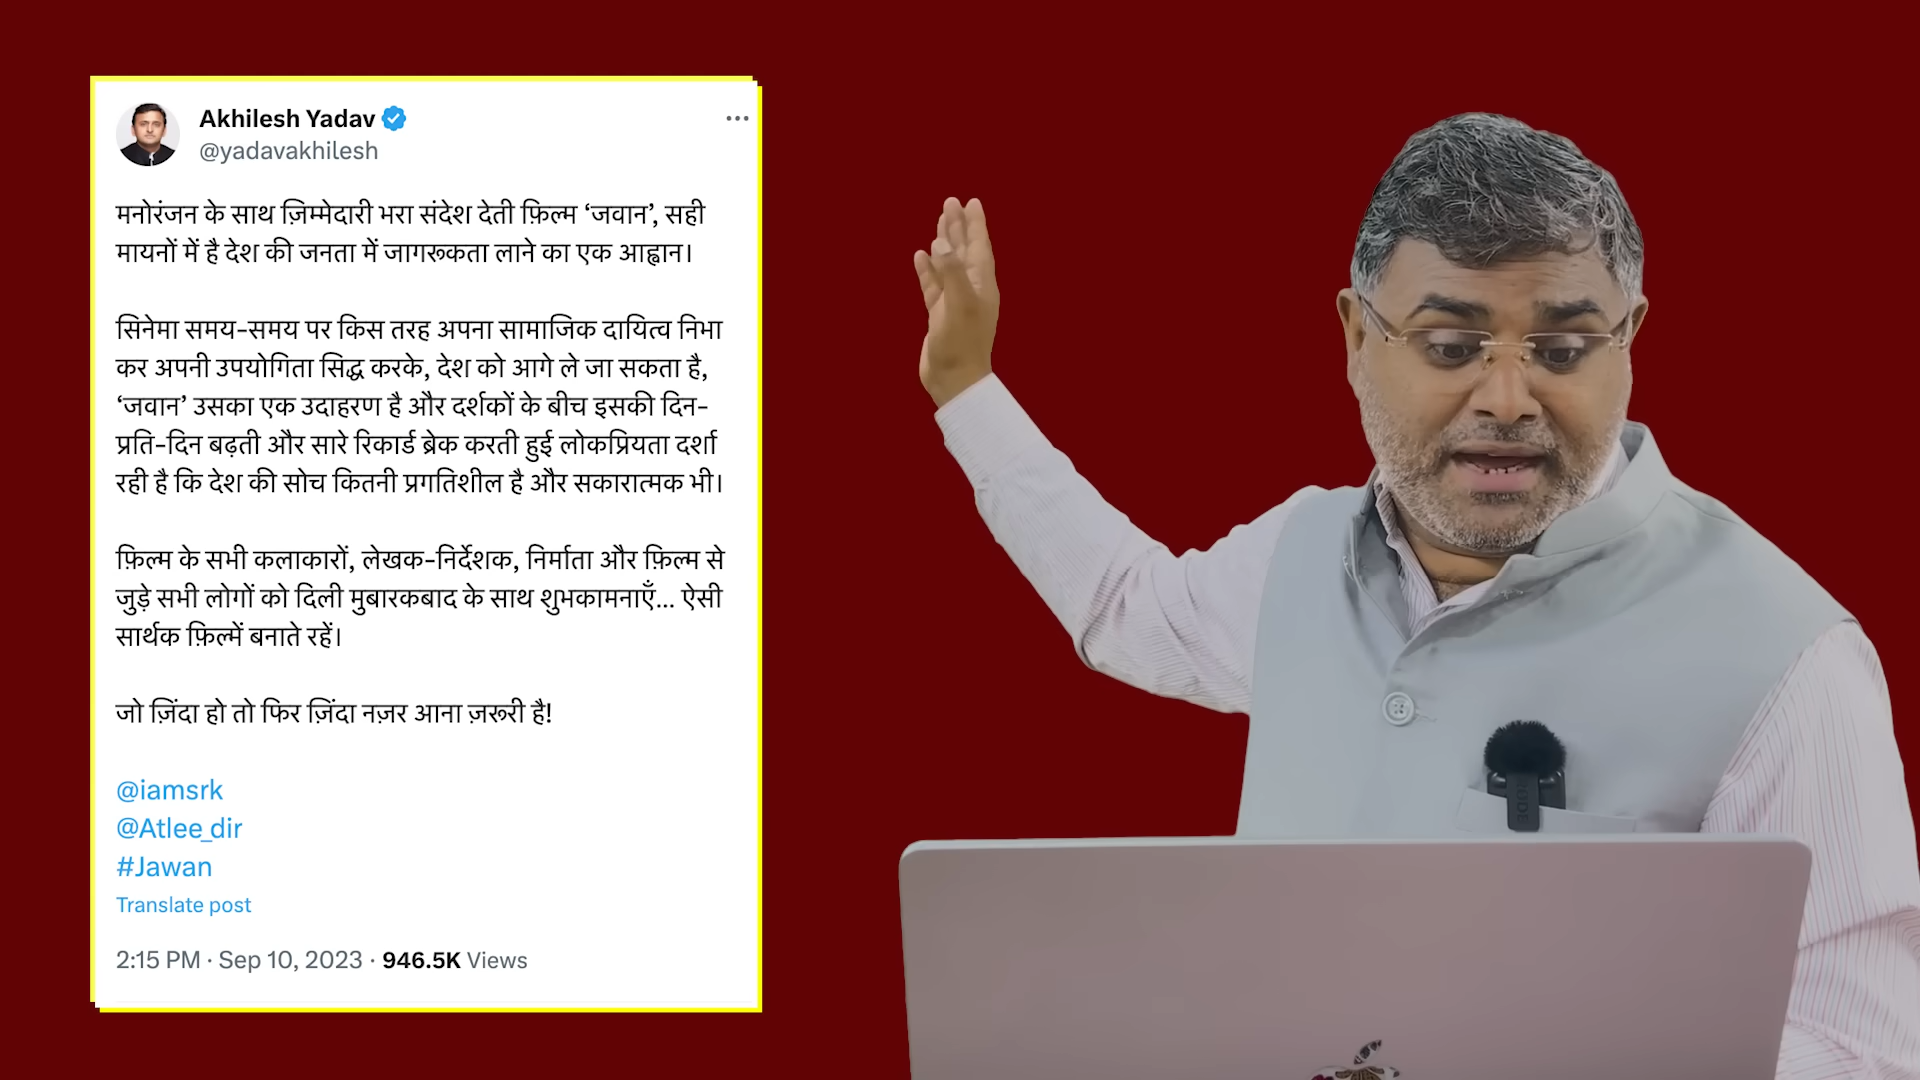 Akhilesh Yadav
@yadavakhilesh
मनोरंजन के साथ ज़िम्मेदारी भरा संदेश देती फ़िल्म ‘जवान’, सही
मायनों में है देश की जनता में जागरूकता लाने का एक आह्वान।
सिनेमा समय-समय पर किस तरह अपना सामाजिक दायित्व निभा
कर अपनी उपयोगिता सिद्ध करके, देश को आगे ले जा सकता है,
‘जवान’ उसका एक उदाहरण है और दर्शकों के बीच इसकी दिन-
प्रति-दिन बढ़ती और सारे रिकार्ड ब्रेक करती हुई लोकप्रियता दर्शा
रही है कि देश की सोच कितनी प्रगतिशील है और सकारात्मक भी।
फ़िल्म के सभी कलाकारों, लेखक-निर्देशक, निर्माता और फ़िल्म से
जुड़े सभी लोगों को दिली मुबारकबाद के साथ शुभकामनाएँ… ऐसी
सार्थक फ़िल्में बनाते रहें।
जो ज़िंदा हो तो फिर ज़िंदा नज़र आना ज़रूरी है!
@iamsrk
@Atlee_dir
#Jawan
Translate post
2:15 PM · Sep 10, 2023 · 946.5K Views
RODE